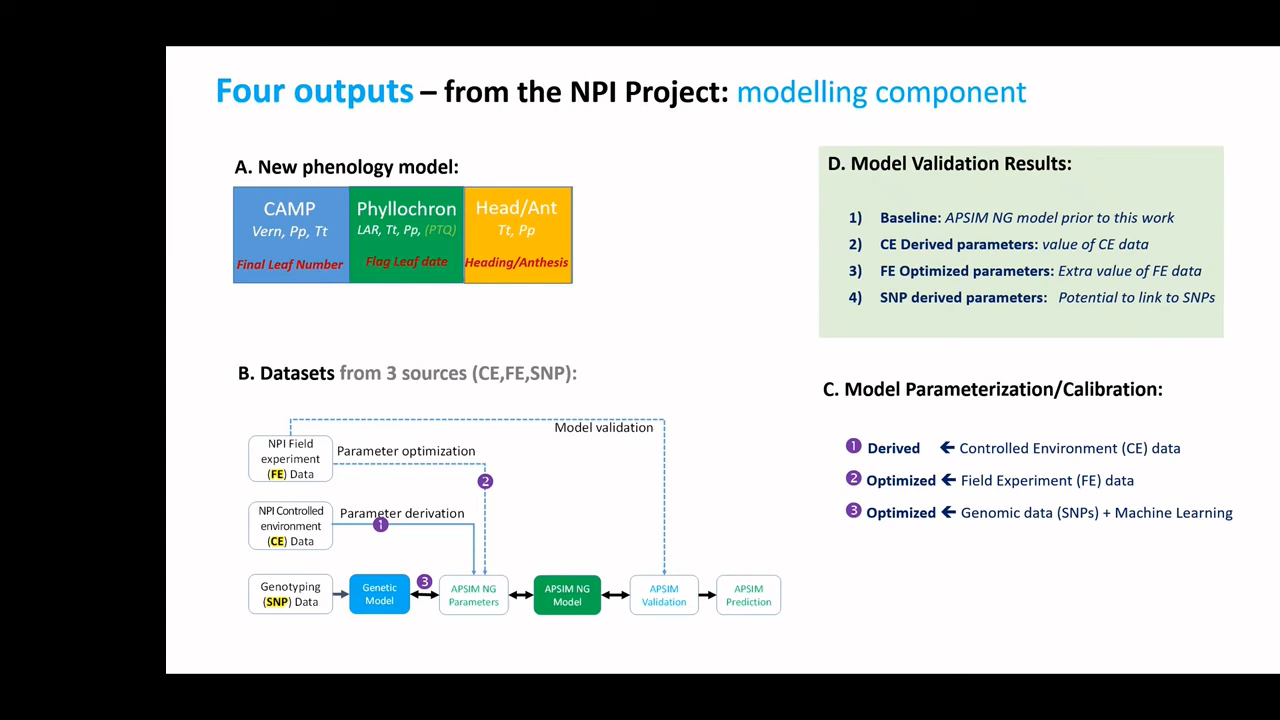 Four outputs – from the NPI Project: modelling component
A. New phenology model:
CAMP
Vern, Pp, Tt
Final Leaf Number
Phyllochron
LAR, Tt, Pp, (PTQ)
Flag Leaf date
Head/Ant
Tt, Pp
Heading/Anthesis
D. Model Validation Results:
1) Baseline: APSIM NG model prior to this work
2) CE Derived parameters: value of CE data
3) FE Optimized parameters: Extra value of FE data
4) SNP derived parameters: Potential to link to SNPs
B. Datasets from 3 sources (CE,FE,SNP):
Model validation
NPI Field
experiment
(FE) Data
Parameter optimization
2
NPI Controlled
environment
(CE) Data
Parameter derivation
1
Genotyping
(SNP) Data
Genetic
Model
3
APSIM NG
Parameters
APSIM NG
Model
APSIM
Validation
APSIM
Prediction
C. Model Parameterization/Calibration:
1 Derived ← Controlled Environment (CE) data
2 Optimized ← Field Experiment (FE) data
3 Optimized ← Genomic data (SNPs) + Machine Learning